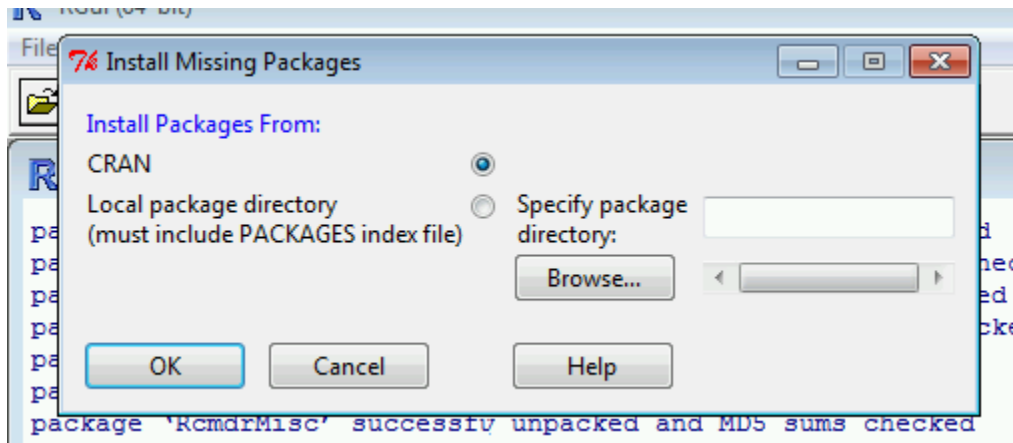 RGui (64-bit)
File
Install Missing Packages
Install Packages From:
CRAN
Local package directory
(must include PACKAGES index file)
Specify package
directory:
Browse...
OK
Cancel
Help
package 'RcmdrMisc' successfully unpacked and MD5 sums checked